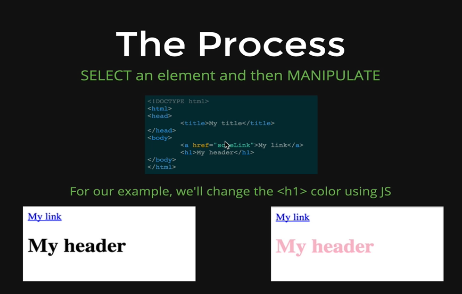 The Process
SELECT an element and then MANIPULATE
<!DOCTYPE html>
<html>
<head>
<title>My title</title>
</head>
<body>
<a href="someLink">My link</a>
<h1>My header</h1>
</body>
</html>
For our example, we'll change the <h1> color using JS
My link
My header
My link
My header